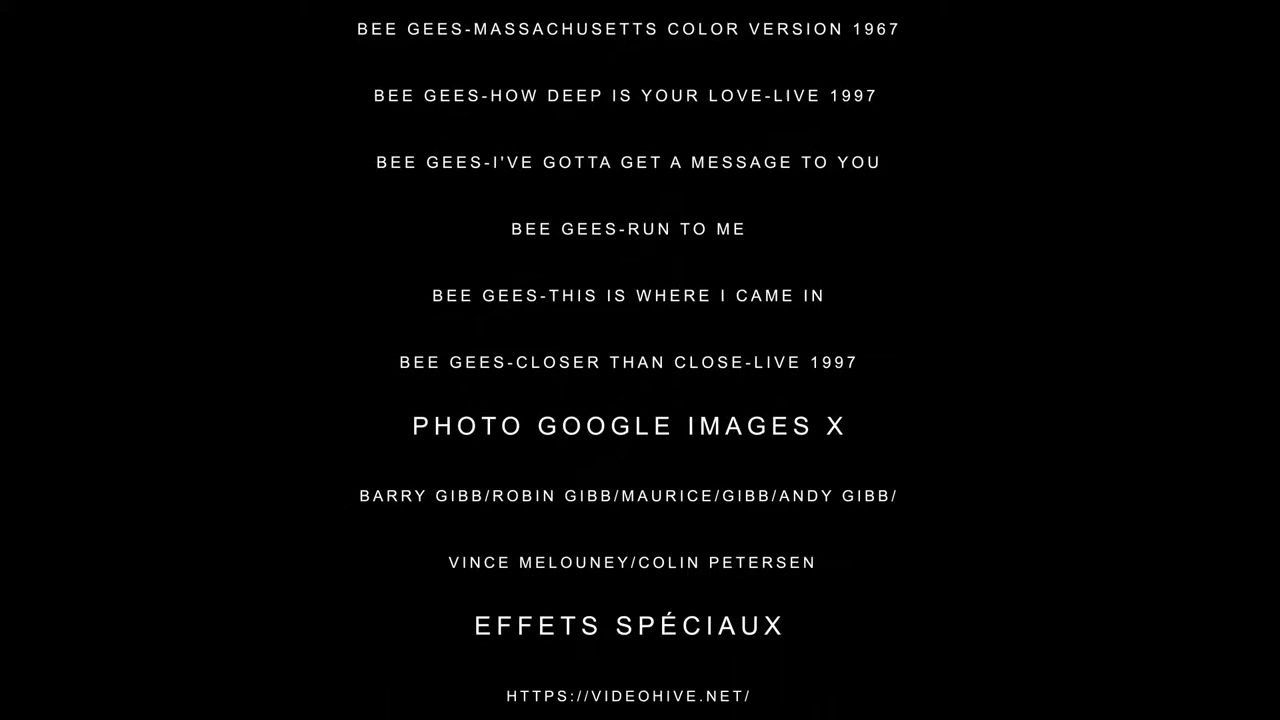 BEE GEES-MASSACHUSETTS COLOR VERSION 1967
BEE GEES-HOW DEEP IS YOUR LOVE-LIVE 1997
BEE GEES-I'VE GOTTA GET A MESSAGE TO YOU
BEE GEES-RUN TO ME
BEE GEES-THIS IS WHERE I CAME IN
BEE GEES-CLOSER THAN CLOSE-LIVE 1997
PHOTO GOOGLE IMAGES X
BARRY GIBB/ROBIN GIBB/MAURICE/GIBB/ANDY GIBB/
VINCE MELOUNEY/COLIN PETERSEN
EFFETS SPÉCIAUX
HTTPS://VIDEOHIVE.NET/